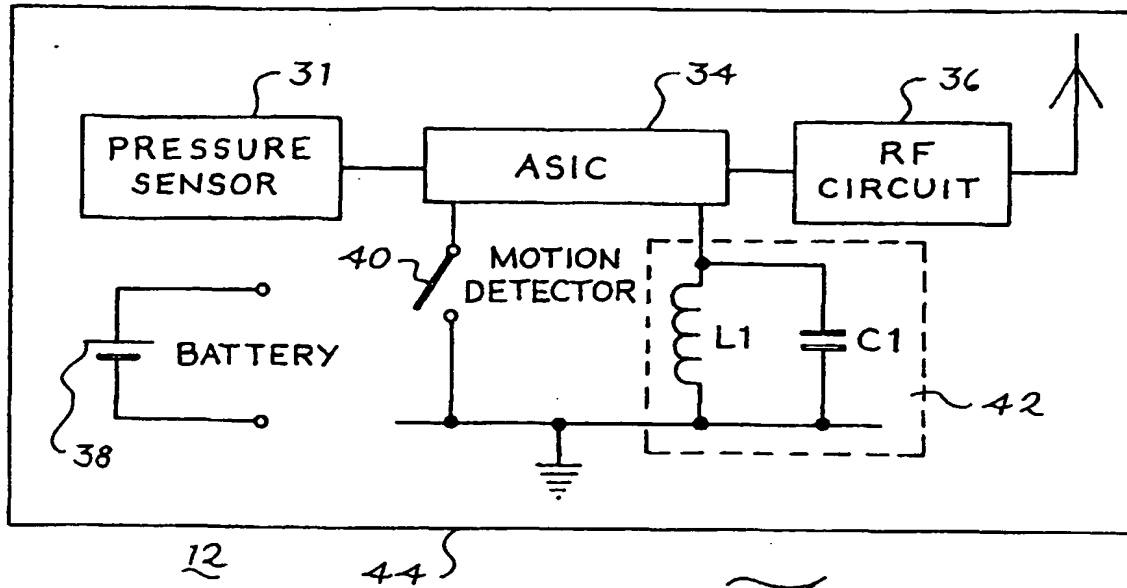 31
34
36
PRESSURE
SENSOR
ASIC
RF
CIRCUIT
40
MOTION
DETECTOR
L1
C1
BATTERY
42
38
12
44